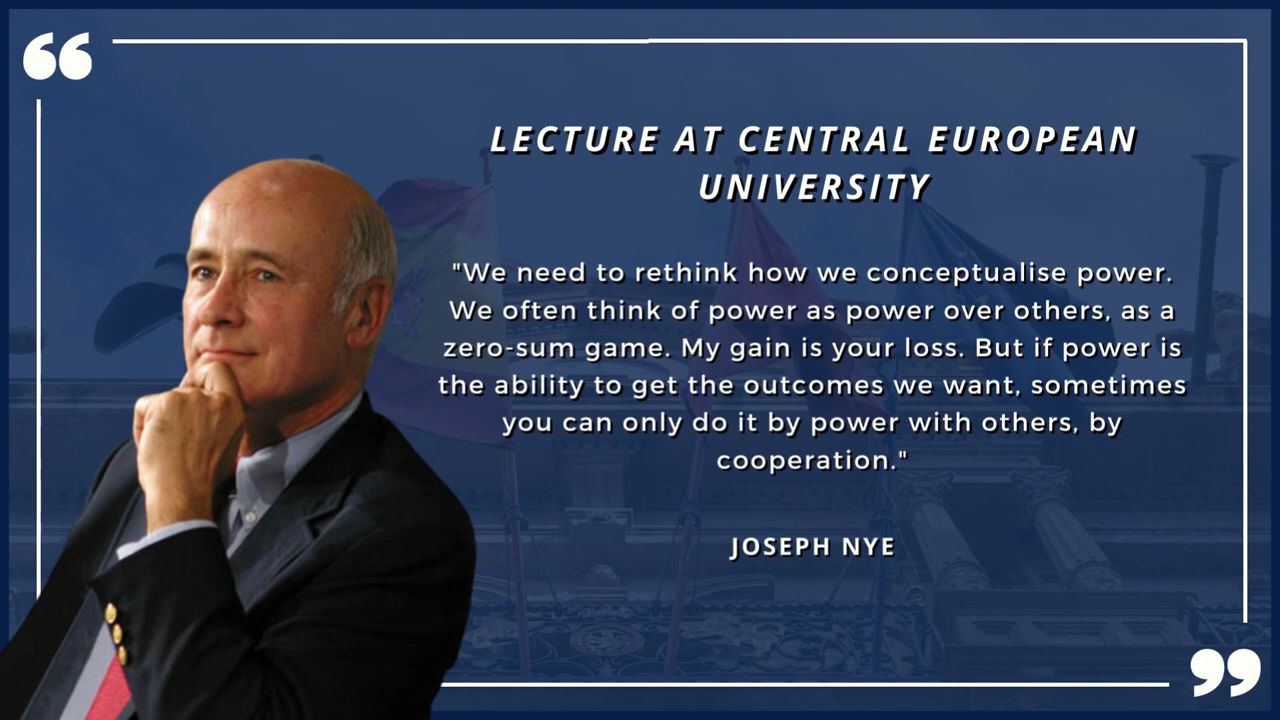 “
LECTURE AT CENTRAL EUROPEAN
UNIVERSITY
"We need to rethink how we conceptualise power.
We often think of power as power over others, as a
zero-sum game. My gain is your loss. But if power is
the ability to get the outcomes we want, sometimes
you can only do it by power with others, by
cooperation."
JOSEPH NYE
”